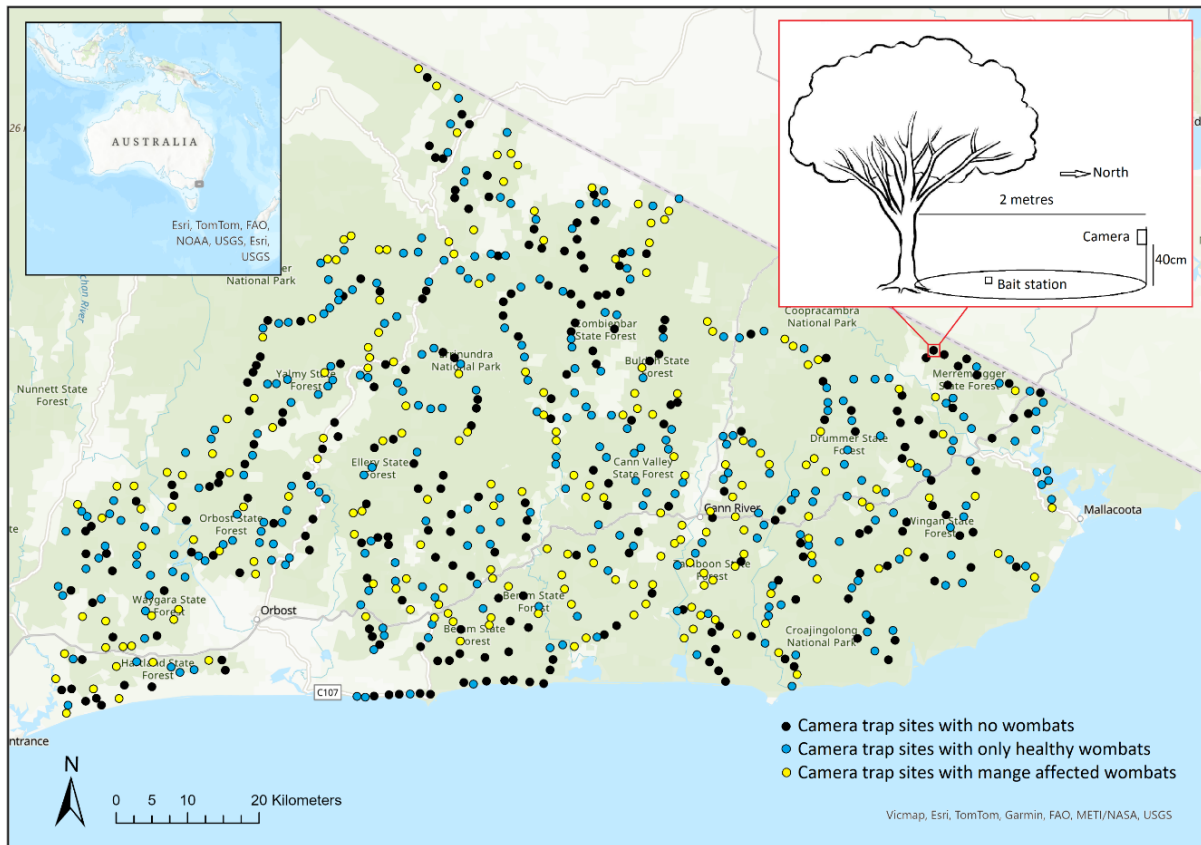 AUSTRALIA
Esri, TomTom, FAO,
NOAA, USGS, Esri,
USGS
North
2 metres
Camera
40cm
Bait station
National Park
Coopracambra
National Park
State Forest
National Park
Yalmy State
Forest
Nunnett State
Forest
State Forest
Drummer State
Forest
Ellery State
Forest
Cann Valley
State Forest
Cann River
Mallacoota
Orbost State
Forest
Wingan State
Forest
Forest
Waygara State
Forest
Orbost
Forest
State
Forest
Croajingolong
National Park
Hartland State
Forest
C107
ntrance
Camera trap sites with no wombats
Camera trap sites with only healthy wombats
Camera trap sites with mange affected wombats
N
0 5 10 20 Kilometers
Vicmap, Esri, TomTom, Garmin, FAO, METI/NASA, USGS